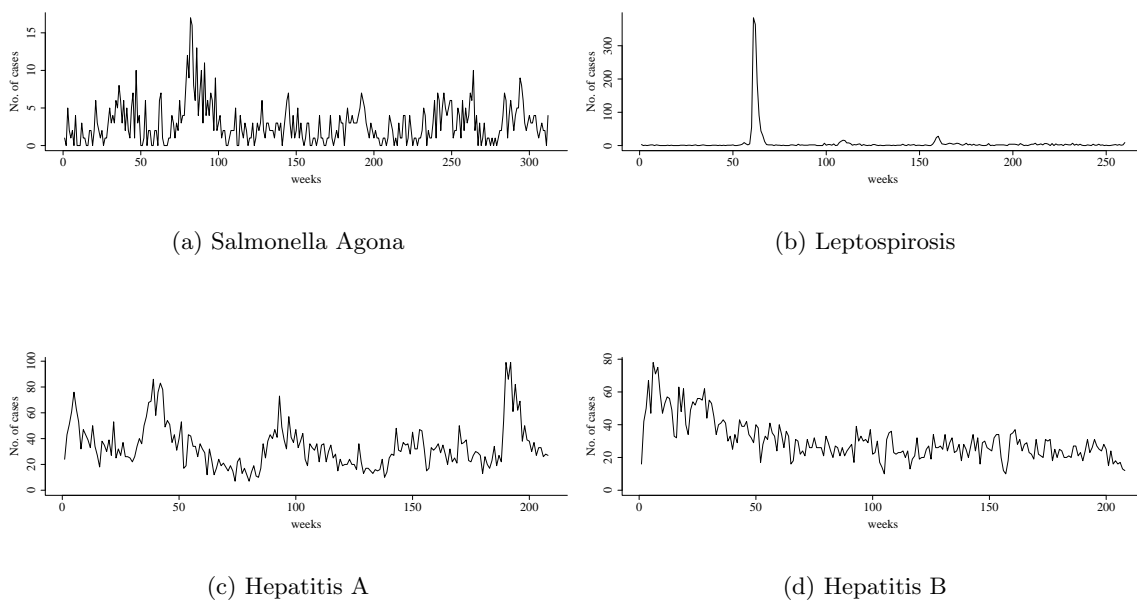 No. of cases
15
10
5
0
0 50 100 150 200 250 300
weeks
(a) Salmonella Agona
No. of cases
300
200
100
0
0 50 100 150 200 250
weeks
(b) Leptospirosis
No. of cases
100
80
60
40
20
0
0 50 100 150 200
weeks
(c) Hepatitis A
No. of cases
80
60
40
20
0
0 50 100 150 200
weeks
(d) Hepatitis B